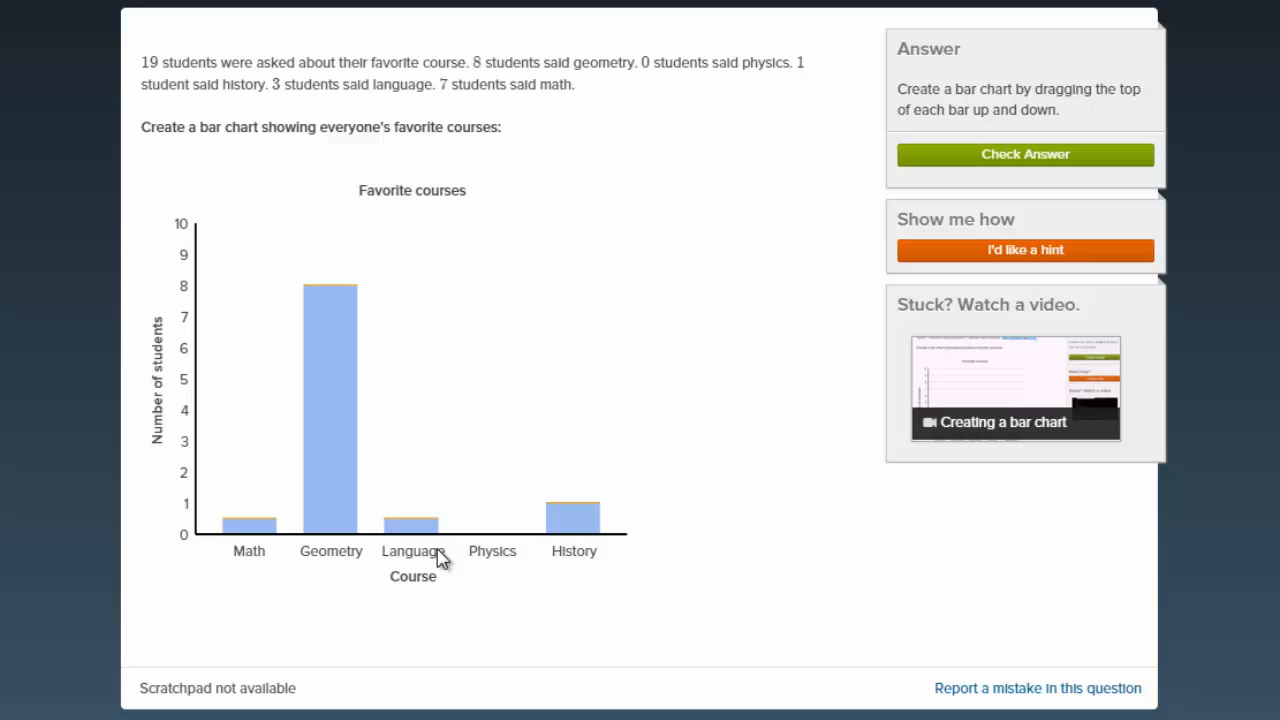 19 students were asked about their favorite course. 8 students said geometry. 0 students said physics. 1
student said history. 3 students said language. 7 students said math.
Create a bar chart showing everyone's favorite courses:
Favorite courses
10
9
8
7
6
5
4
3
2
1
0
Number of students
Math Geometry Language Physics History
Course
Answer
Create a bar chart by dragging the top
of each bar up and down.
Check Answer
Show me how
I'd like a hint
Stuck? Watch a video.
Creating a bar chart
Scratchpad not available
Report a mistake in this question